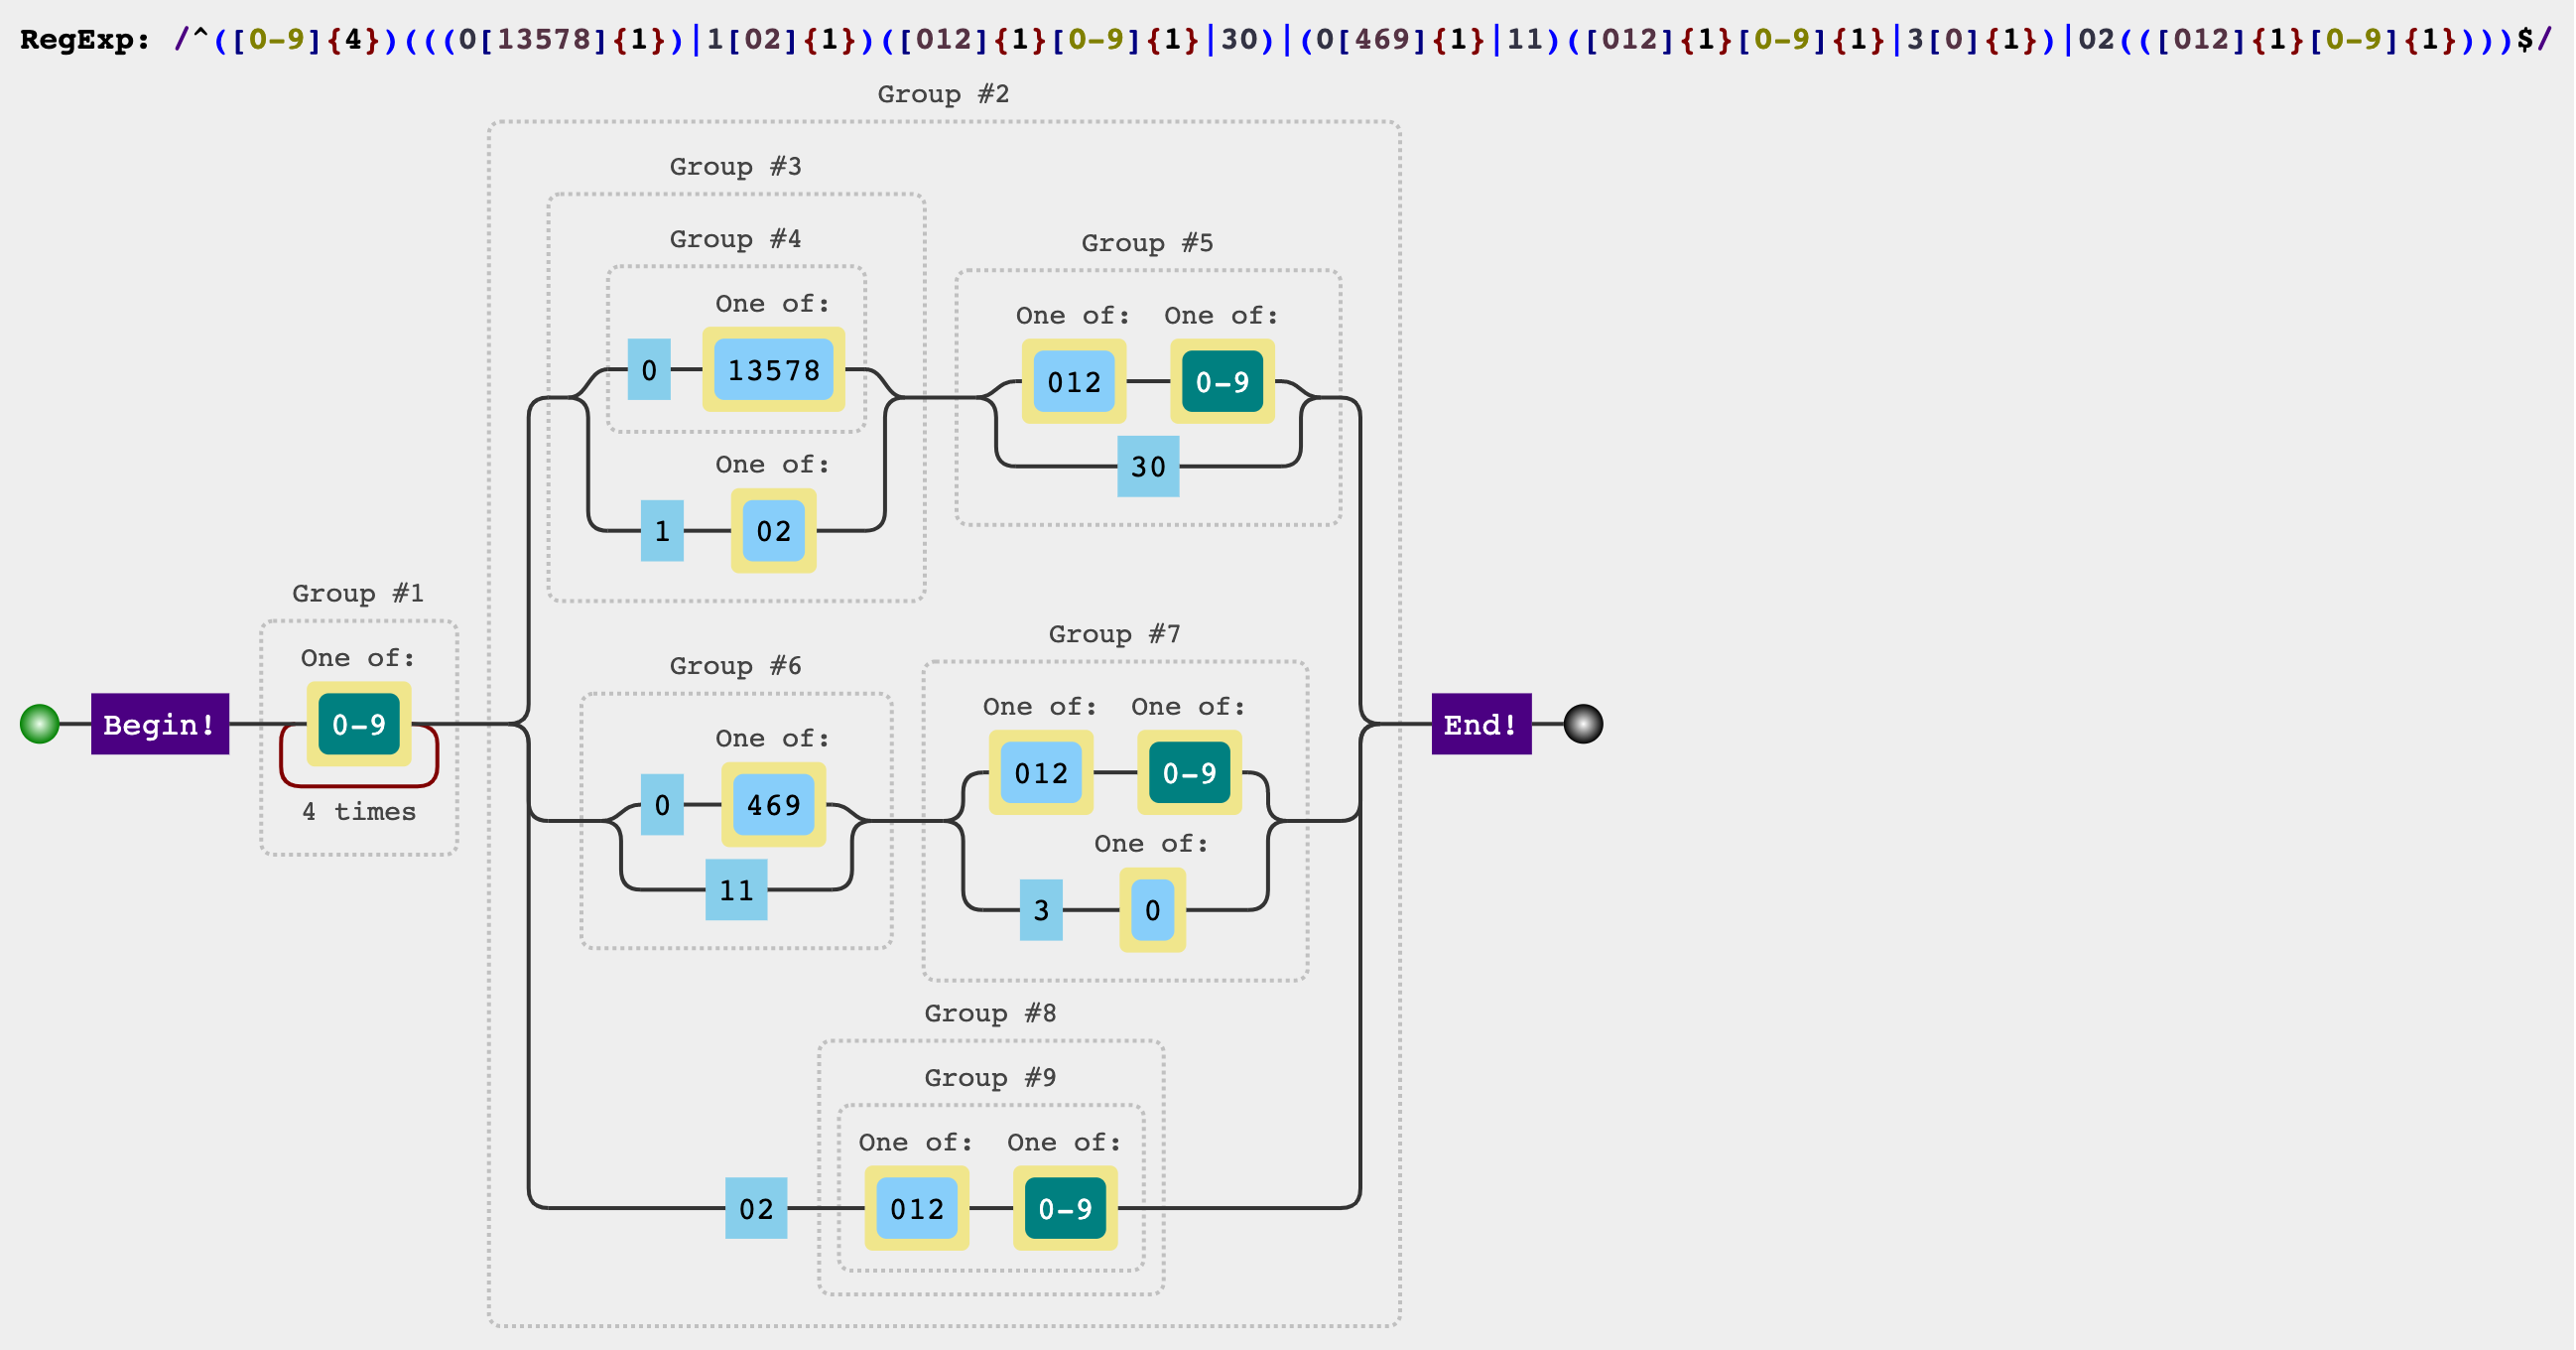 RegExp: /^([0-9]{4})(((0[13578]{1})|1[02]{1})([012]{1}[0-9]{1}|30)|(0[469]{1}|11)([012]{1}[0-9]{1}|3[0]{1})|02(([012]{1}[0-9]{1})))$/
Group #2
Group #3
Group #4
Group #5
One of:
One of: One of:
0 13578
012 0-9
30
One of:
1 02
Group #1
One of:
Begin! 0-9
4 times
Group #6
Group #7
One of: One of:
One of:
012 0-9
0 469
One of:
11
3 0
End!
Group #8
Group #9
One of: One of:
02 012 0-9